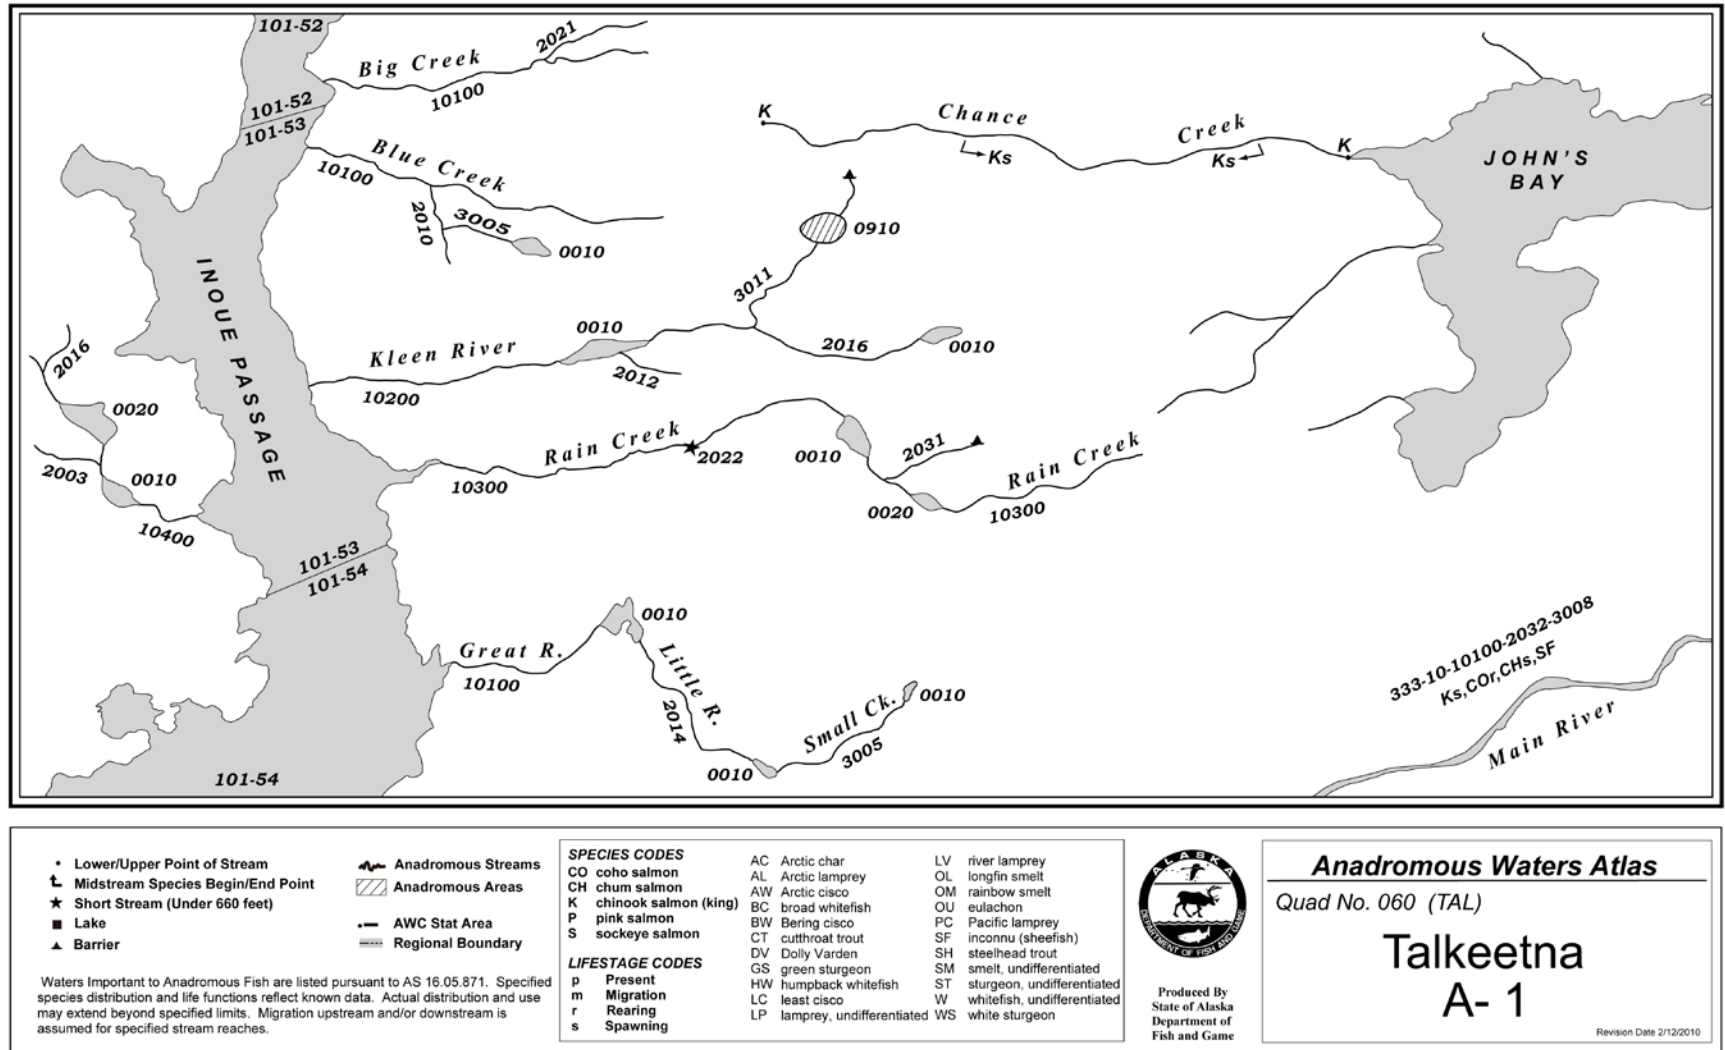 101-52
Big Creek
2021
10100
101-52
101-53
Blue Creek
10100
2010
3005
0010
K
Chance Creek
K
Ks
Ks
JOHN'S
BAY
0910
3011
INOUE PASSAGE
0010
Kleen River
10200
2012
2016
0010
2016
0020
2003
0010
10400
Rain Creek
10300
2022
0010
2031
Rain Creek
0020
10300
101-53
101-54
Great R.
10100
0010
Little R.
2014
0010
Small Ck.
3005
0010
333-10-10100-2032-3008
Ks,COr,CHs,SF
Main River
101-54
Lower/Upper Point of Stream
Midstream Species Begin/End Point
Short Stream (Under 660 feet)
Lake
Barrier
Anadromous Streams
Anadromous Areas
AWC Stat Area
Regional Boundary
Waters Important to Anadromous Fish are listed pursuant to AS 16.05.871. Specified
species distribution and life functions reflect known data. Actual distribution and use
may extend beyond specified limits. Migration upstream and/or downstream is
assumed for specified stream reaches.
SPECIES CODES
CO coho salmon
CH chum salmon
K chinook salmon (king)
P pink salmon
S sockeye salmon
LIFESTAGE CODES
p Present
m Migration
r Rearing
s Spawning
AC Arctic char
AL Arctic lamprey
AW Arctic cisco
BC broad whitefish
BW Bering cisco
CT cutthroat trout
DV Dolly Varden
GS green sturgeon
HW humpback whitefish
LC least cisco
LP lamprey, undifferentiated
LV river lamprey
OL longfin smelt
OM rainbow smelt
OU eulachon
PC Pacific lamprey
SF inconnu (sheefish)
SH steelhead trout
SM smelt, undifferentiated
ST sturgeon, undifferentiated
W whitefish, undifferentiated
WS white sturgeon
ALASKA
DEPARTMENT OF FISH AND GAME
Produced By
State of Alaska
Department of
Fish and Game
Anadromous Waters Atlas
Quad No. 060 (TAL)
Talkeetna
A- 1
Revision Date 2/12/2010